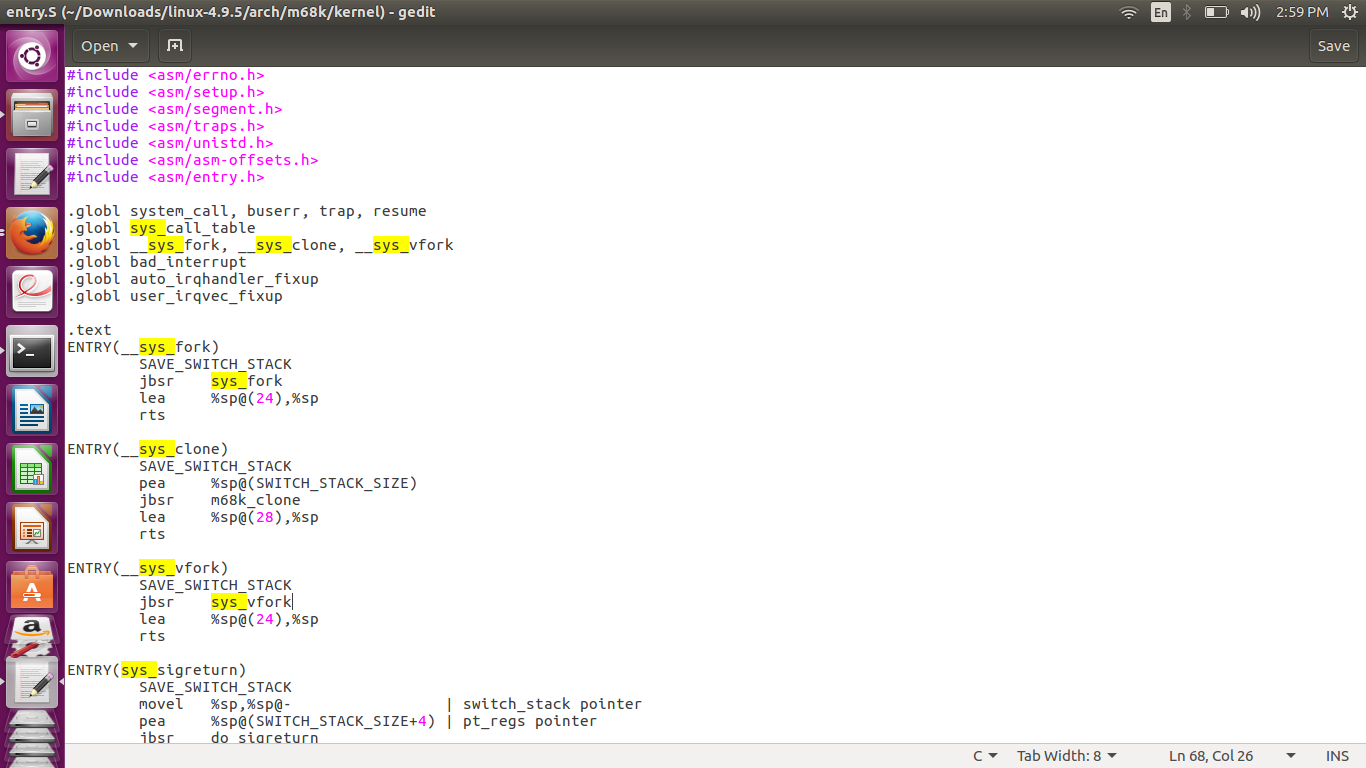 entry.S (~/Downloads/linux-4.9.5/arch/m68k/kernel) - gedit
En
2:59 PM
Open
Save
#include <asm/errno.h>
#include <asm/setup.h>
#include <asm/segment.h>
#include <asm/traps.h>
#include <asm/unistd.h>
#include <asm/asm-offsets.h>
#include <asm/entry.h>
.globl system_call, buserr, trap, resume
.globl sys_call_table
.globl __sys_fork, __sys_clone, __sys_vfork
.globl bad_interrupt
.globl auto_irqhandler_fixup
.globl user_irqvec_fixup
.text
ENTRY(__sys_fork)
SAVE_SWITCH_STACK
jbsr sys_fork
lea %sp@(24),%sp
rts
ENTRY(__sys_clone)
SAVE_SWITCH_STACK
pea %sp@(SWITCH_STACK_SIZE)
jbsr m68k_clone
lea %sp@(28),%sp
rts
ENTRY(__sys_vfork)
SAVE_SWITCH_STACK
jbsr sys_vfork
lea %sp@(24),%sp
rts
ENTRY(sys_sigreturn)
SAVE_SWITCH_STACK
movel %sp,%sp@- | switch_stack pointer
pea %sp@(SWITCH_STACK_SIZE+4) | pt_regs pointer
jbsr do_sigreturn
C Tab Width: 8 Ln 68, Col 26 INS